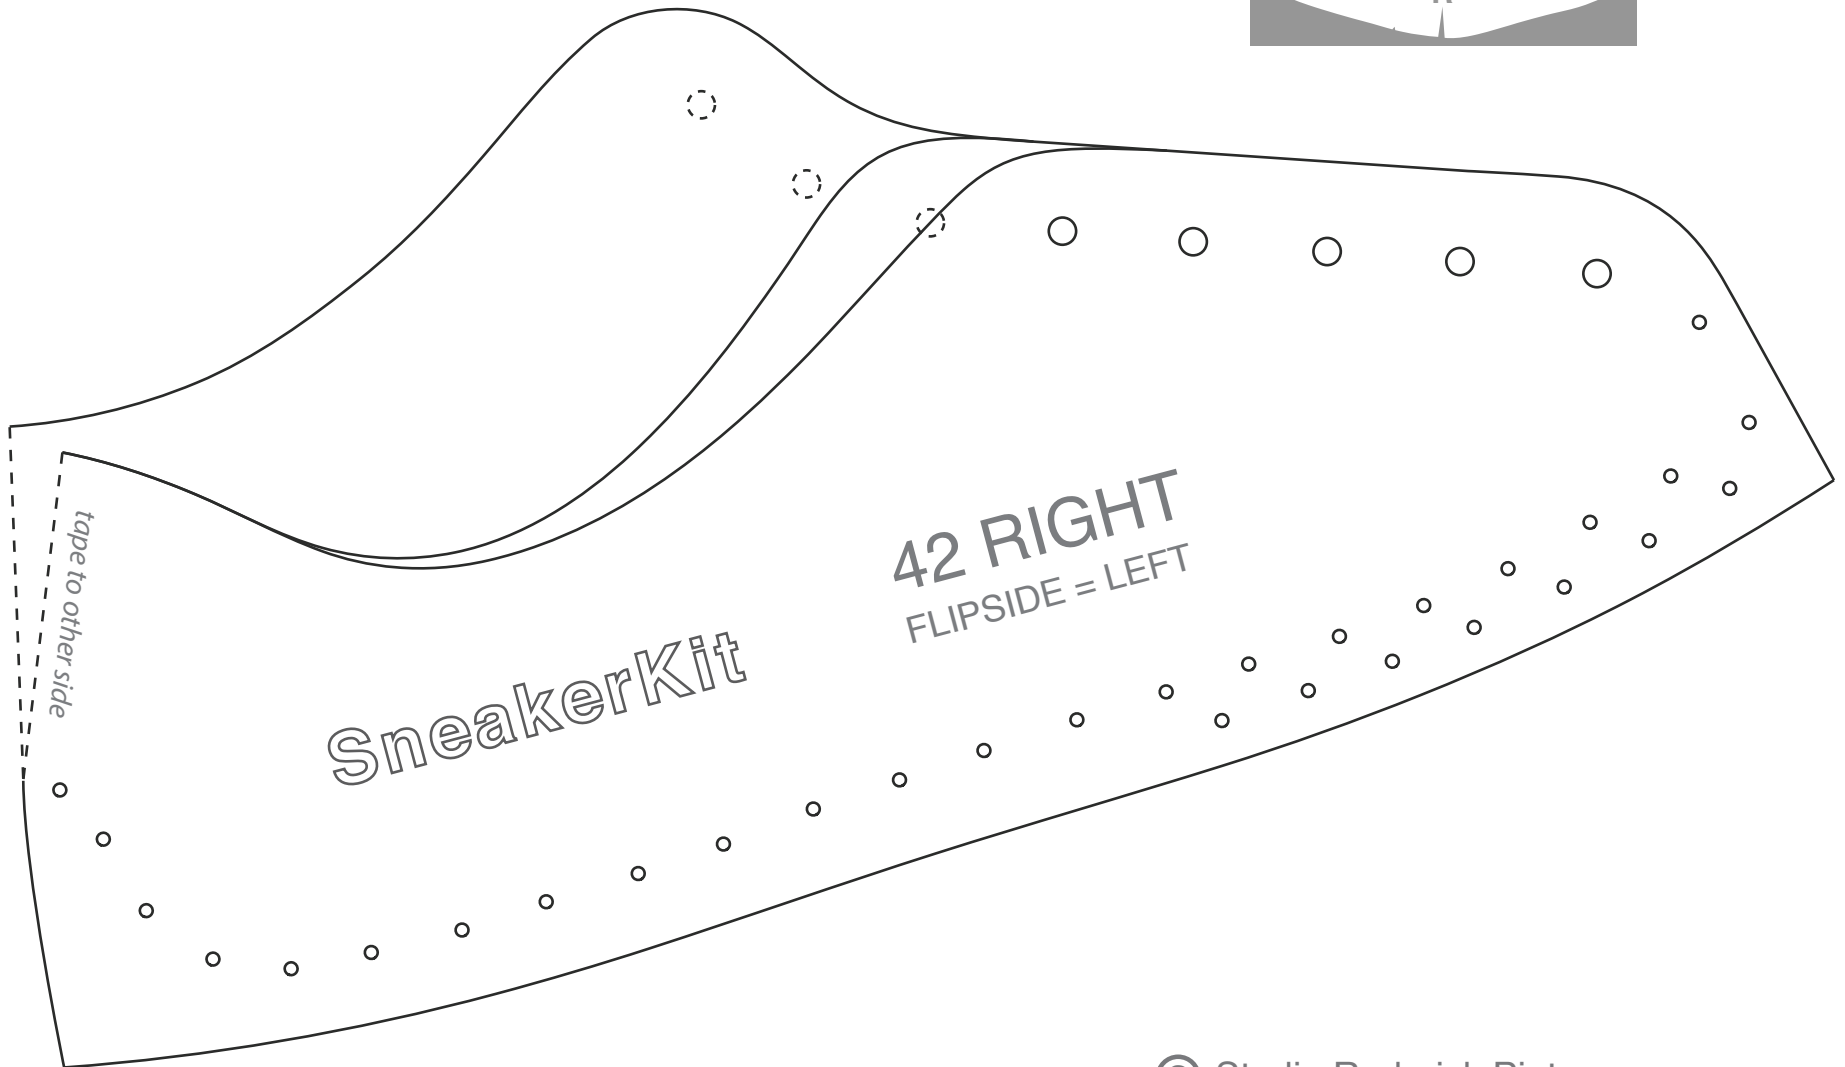 tape to other side
42 RIGHT
FLIPSIDE = LEFT
SneakerKit